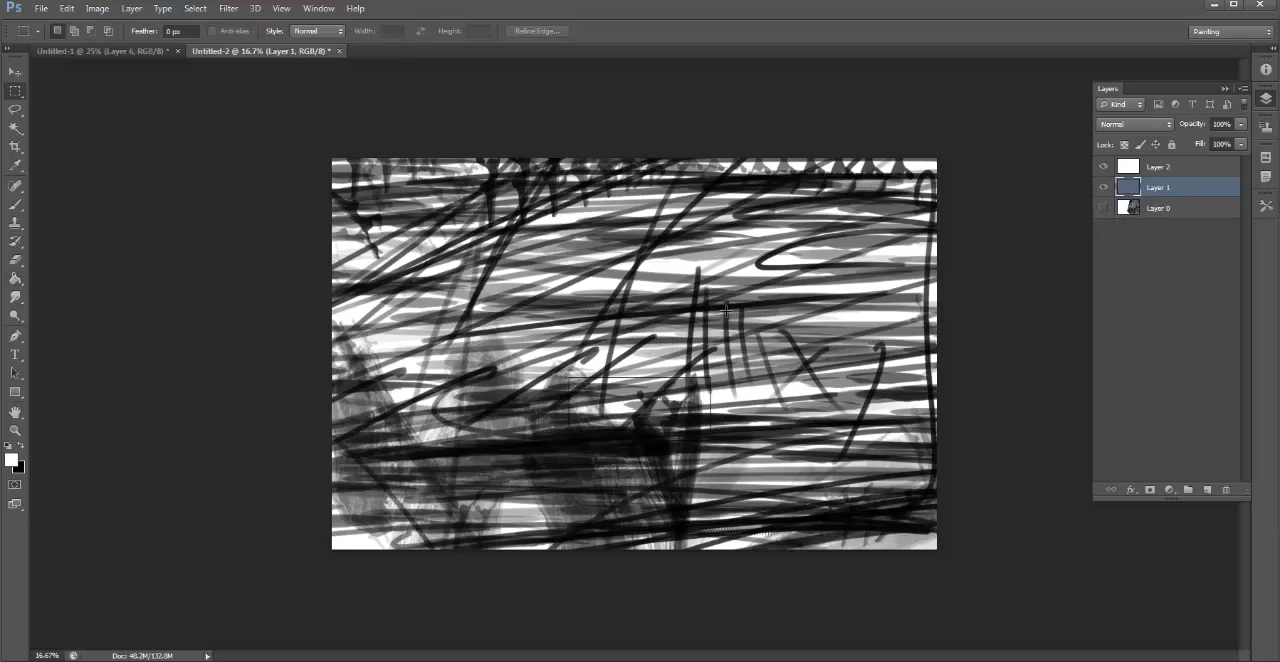 Ps File Edit Image Layer Type Select Filter 3D View Window Help
Feather: 0 px Anti-alias Style: Normal Width: Height: Refine Edge... Painting
Untitled-1 @ 25% (Layer 6, RGB/8) * × Untitled-2 @ 16.7% (Layer 1, RGB/8) * ×
Layers
Kind
Normal Opacity: 100%
Lock: Fill: 100%
Layer 2
Layer 1
Layer 0
16.67% Doc: 48.2M/132.8M